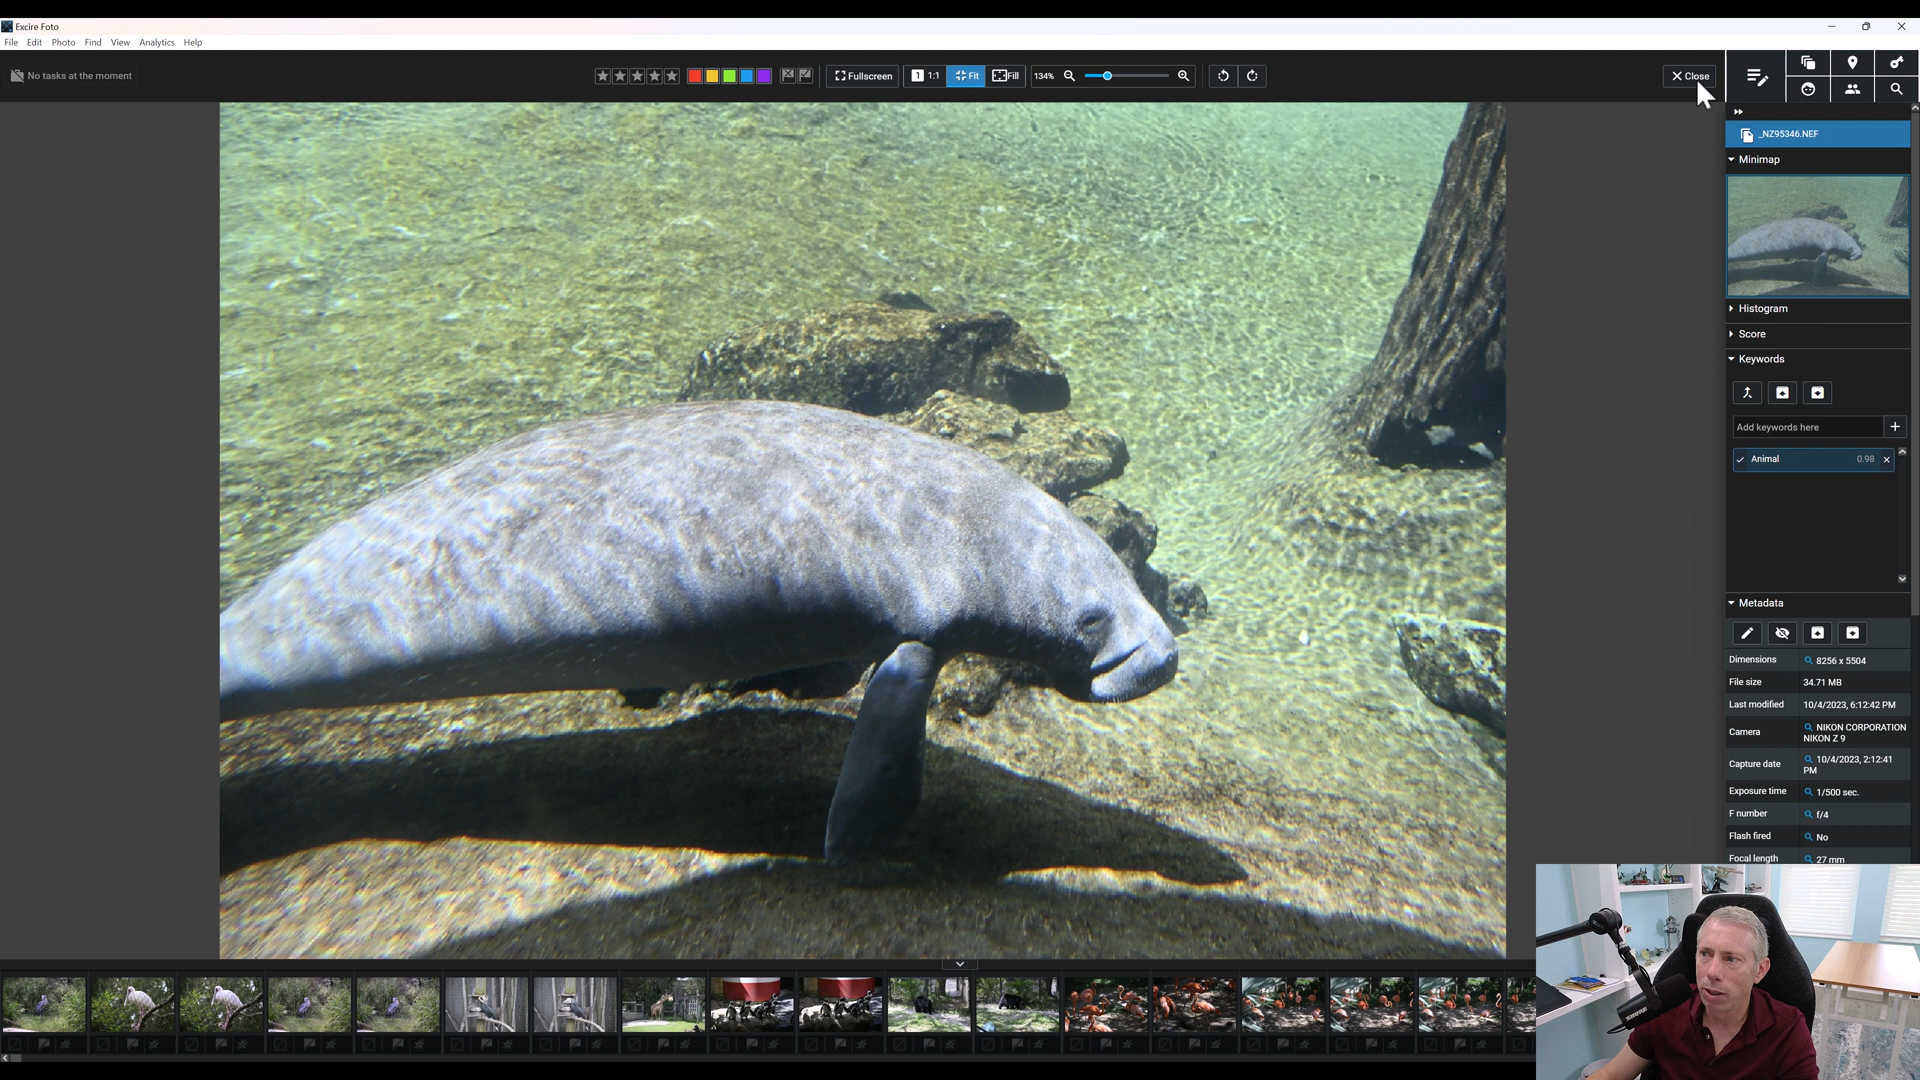 Excire Foto
File Edit Photo Find View Analytics Help
No tasks at the moment
Fullscreen 1 1:1 Fit Fill 134%
Close
_NZ95346.NEF
Minimap
Histogram
Score
Keywords
Add keywords here
Animal 0.98
Metadata
Dimensions 8256 x 5504
File size 34.71 MB
Last modified 10/4/2023, 6:12:42 PM
Camera NIKON CORPORATION
NIKON Z 9
Capture date 10/4/2023, 2:12:41
PM
Exposure time 1/500 sec.
F number f/4
Flash fired No
Focal length 27 mm
SHURE